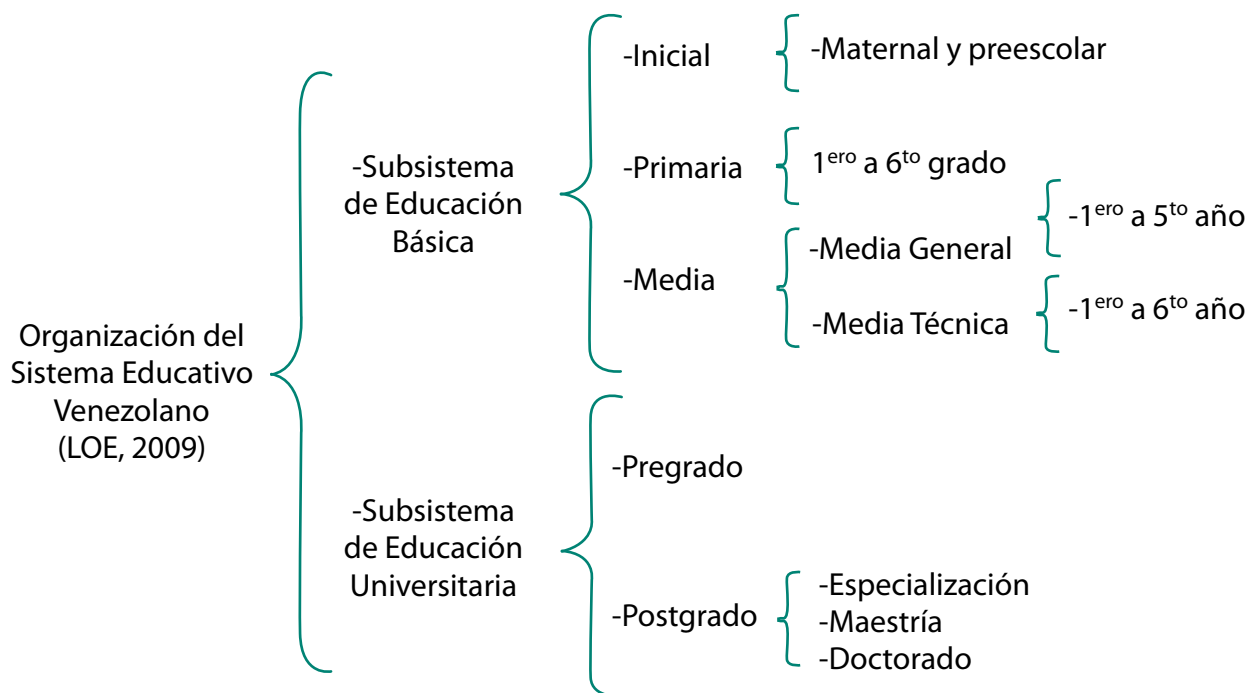 Organización del
Sistema Educativo
Venezolano
(LOE, 2009)
-Subsistema
de Educación
Básica
-Inicial
-Maternal y preescolar
-Primaria
1ero a 6to grado
-Media
-Media General
-1ero a 5to año
-Media Técnica
-1ero a 6to año
-Subsistema
de Educación
Universitaria
-Pregrado
-Postgrado
-Especialización
-Maestría
-Doctorado